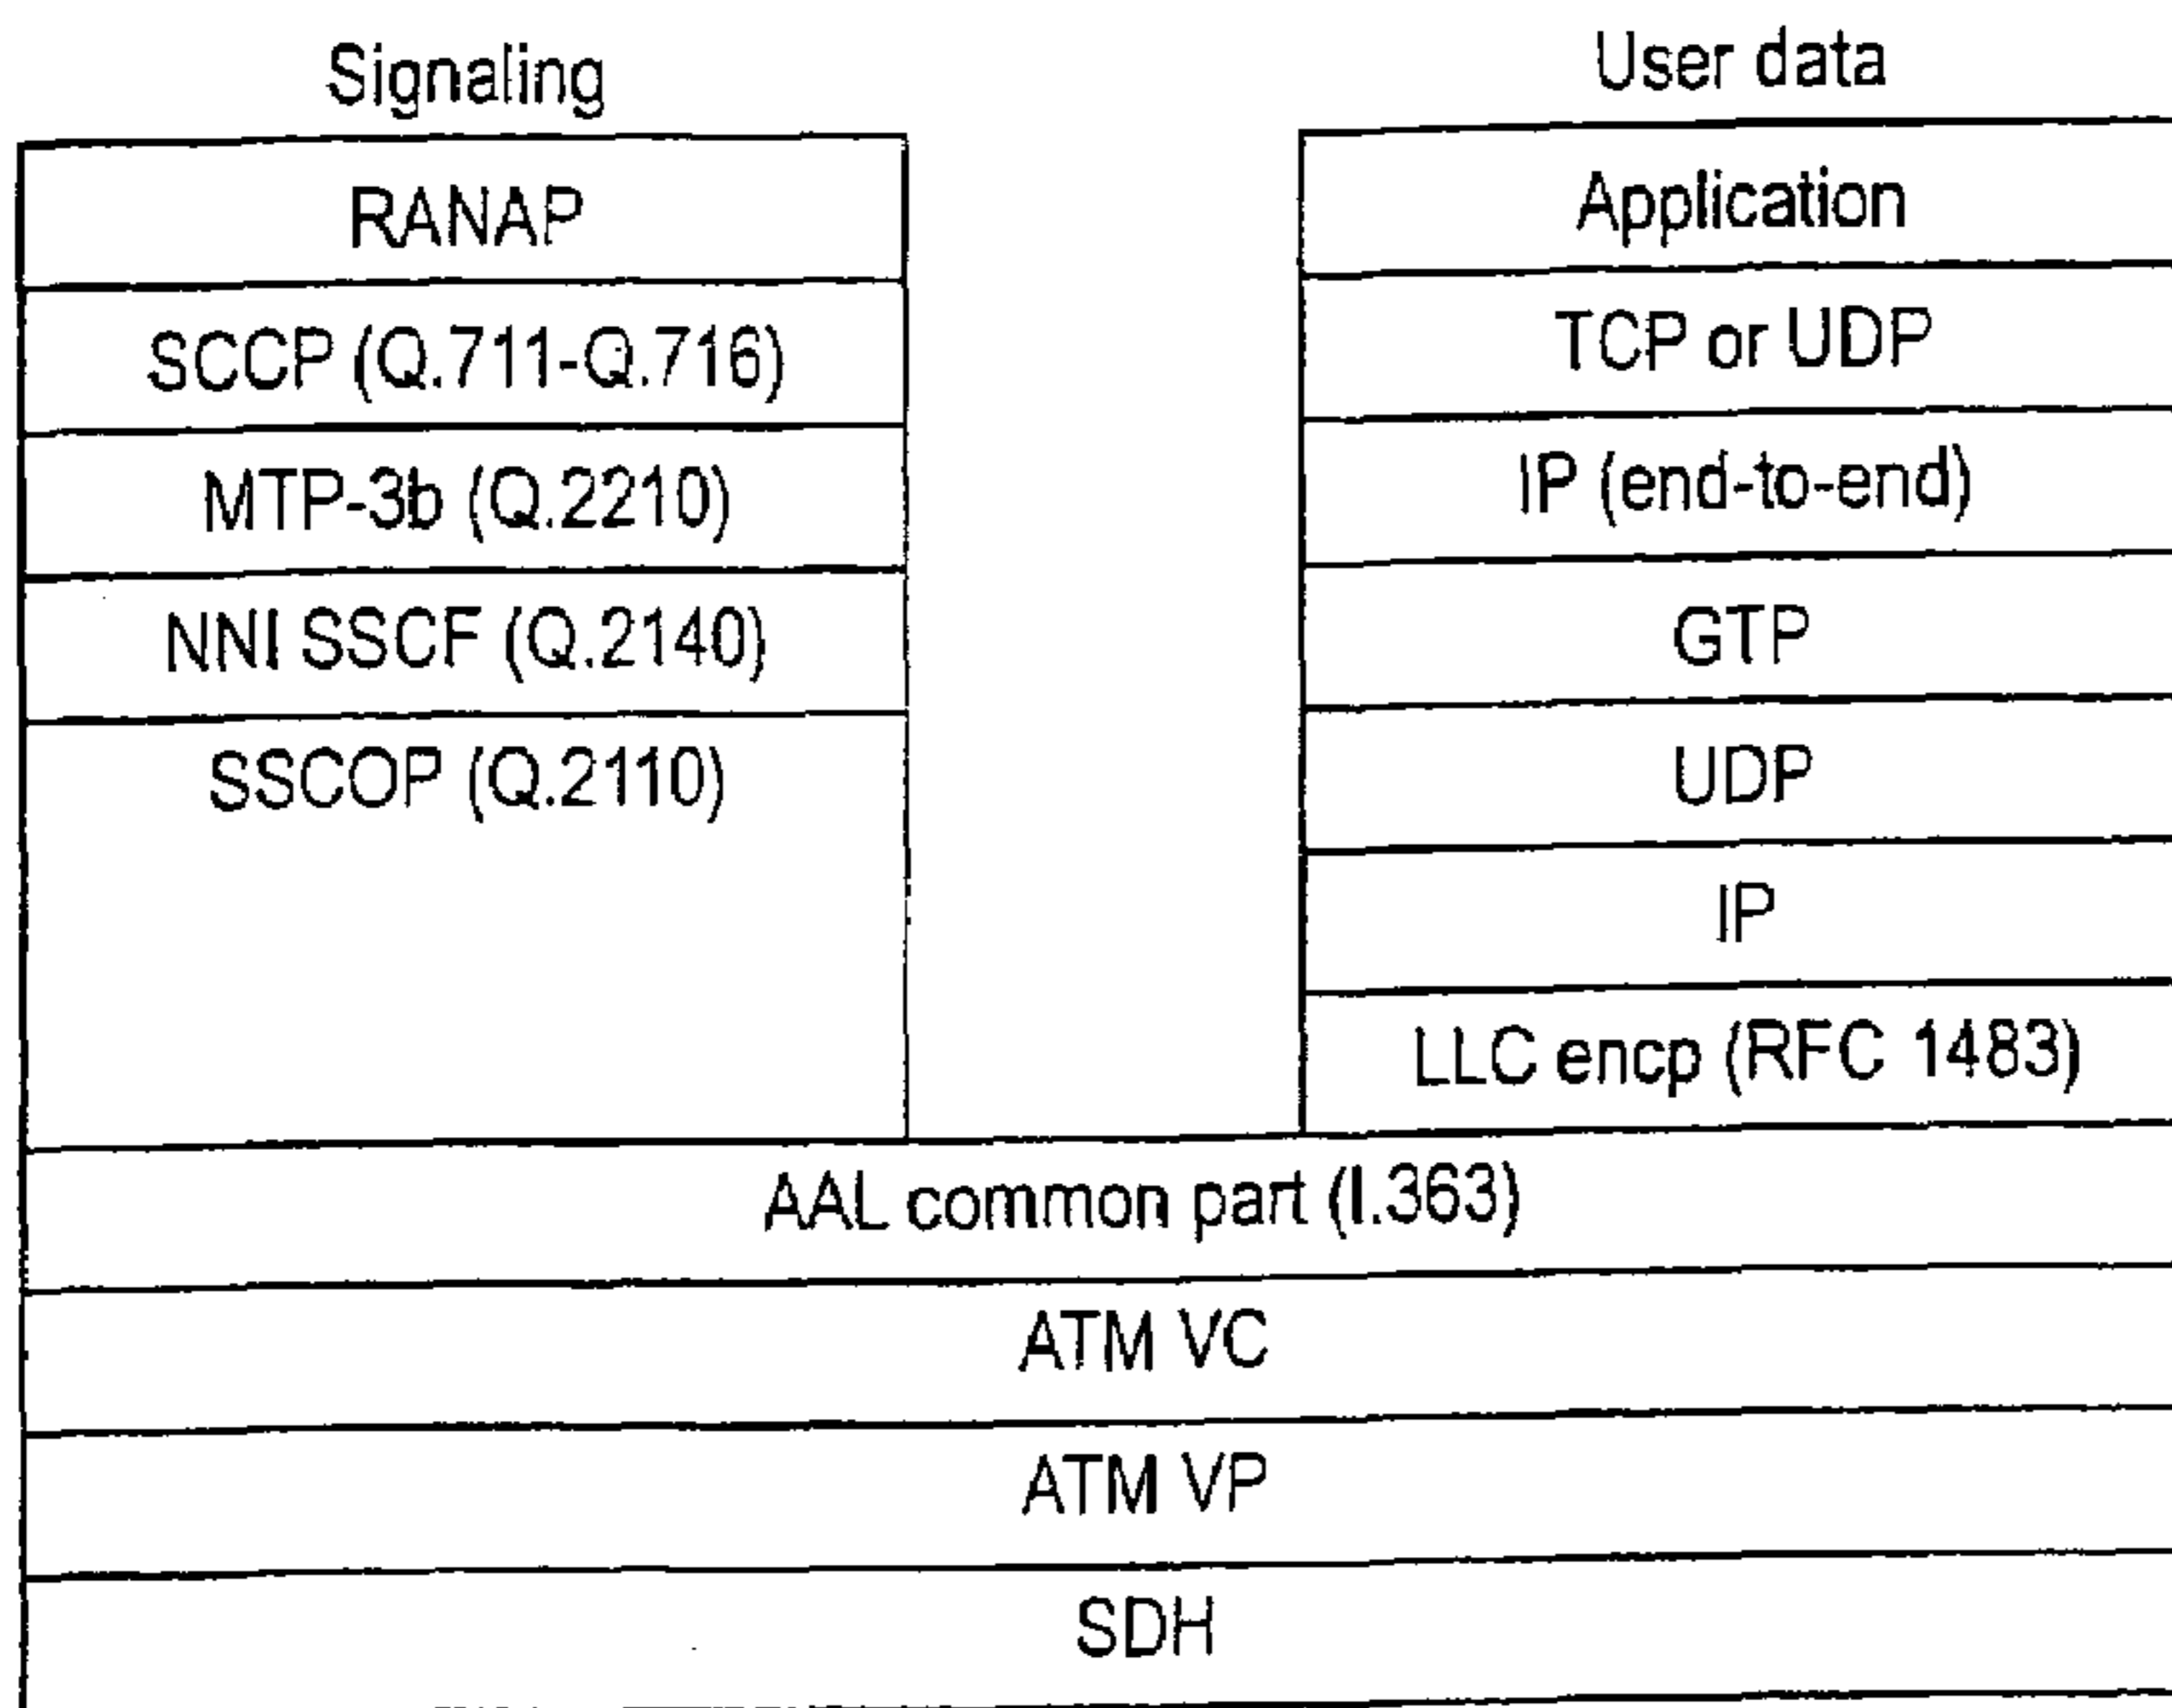 Signaling
RANAP
SCCP (Q.711-Q.716)
MTP-3b (Q.2210)
NNI SSCF (Q.2140)
SSCOP (Q.2110)
User data
Application
TCP or UDP
IP (end-to-end)
GTP
UDP
IP
LLC encp (RFC 1483)
AAL common part (I.363)
ATM VC
ATM VP
SDH